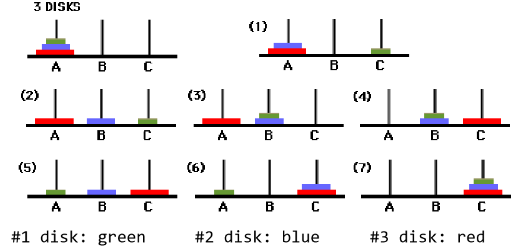 3 DISKS
A B C
(1)
A B C
(2)
A B C
(3)
A B C
(4)
A B C
(5)
A B C
(6)
A B C
(7)
A B C
#1 disk: green #2 disk: blue #3 disk: red